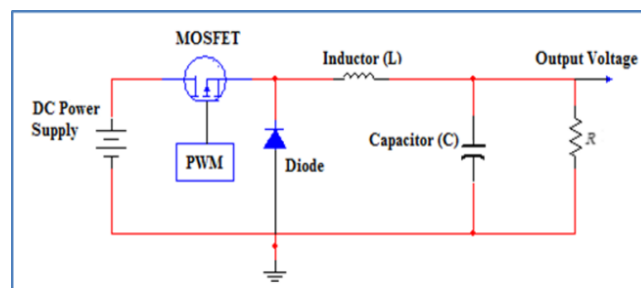 MOSFET
Inductor (L)
Output Voltage
DC Power
Supply
PWM
Diode
Capacitor (C)
R